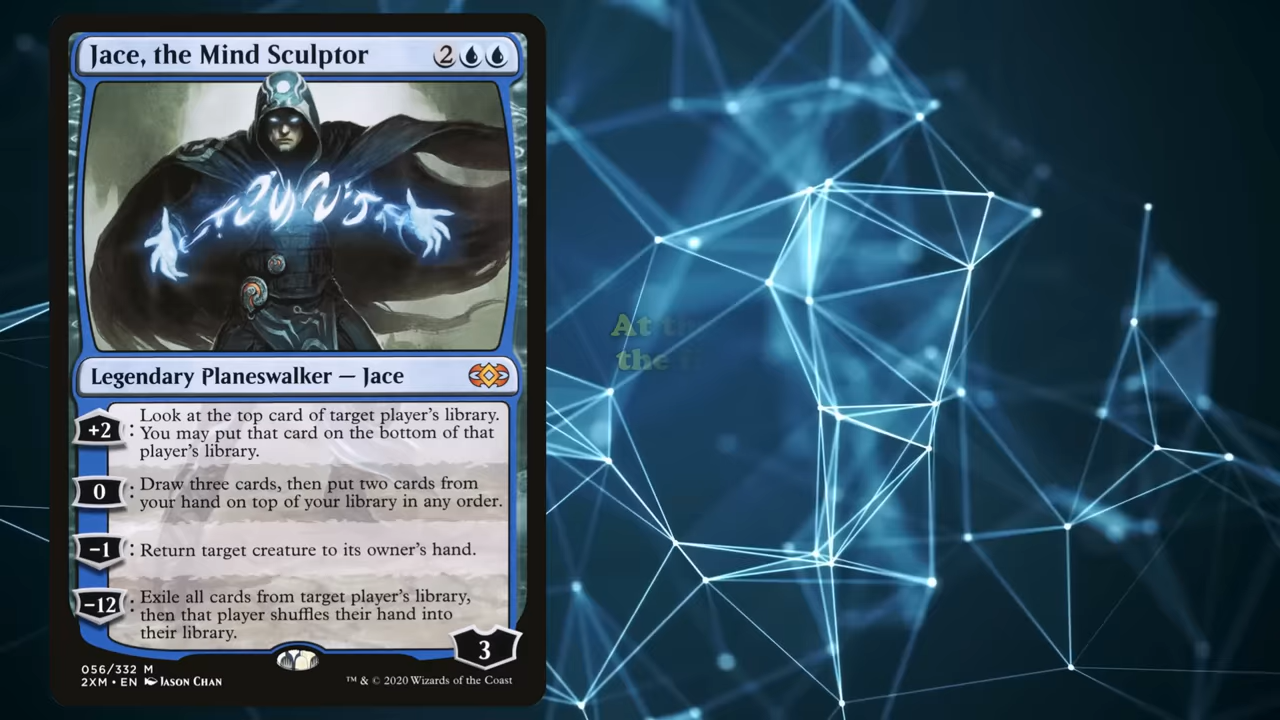 Jace, the Mind Sculptor 2
Legendary Planeswalker — Jace
+2 : Look at the top card of target player's library.
You may put that card on the bottom of that
player's library.
0 : Draw three cards, then put two cards from
your hand on top of your library in any order.
−1 : Return target creature to its owner's hand.
−12 : Exile all cards from target player's library,
then that player shuffles their hand into
their library.
3
056/332 M
2XM • EN Jason Chan
™ & © 2020 Wizards of the Coast
At
the